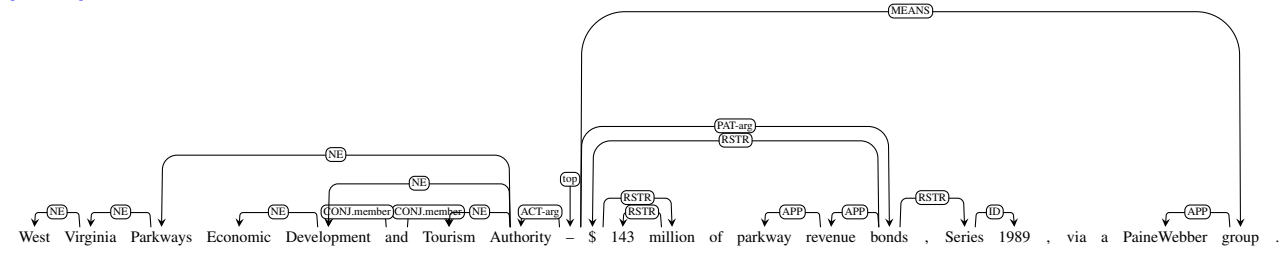 MEANS
PAT-arg
RSTR
NE
top
NE
RSTR RSTR
NE NE NE CONJ.member CONJ.member NE ACT-arg RSTR APP APP ID APP
West Virginia Parkways Economic Development and Tourism Authority – $ 143 million of parkway revenue bonds , Series 1989 , via a PaineWebber group .